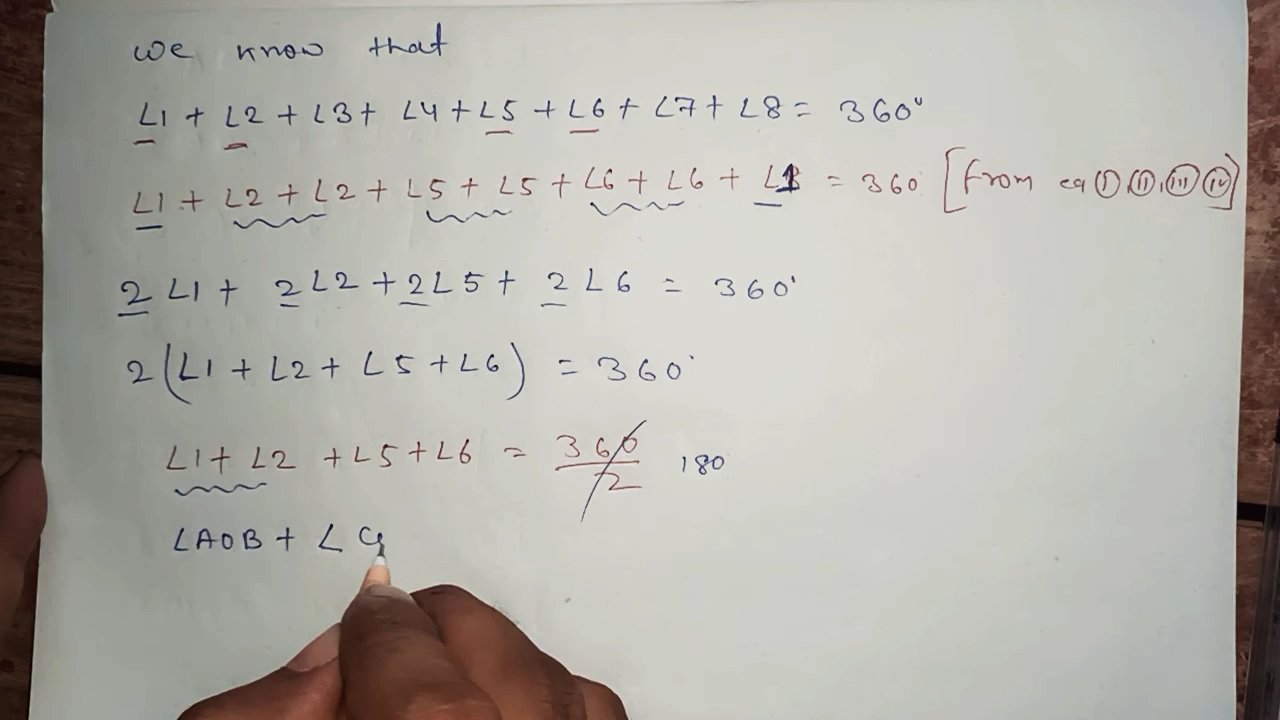 we know that
∠1 + ∠2 + ∠3 + ∠4 + ∠5 + ∠6 + ∠7 + ∠8 = 360°
∠1 + ∠2 + ∠2 + ∠5 + ∠5 + ∠6 + ∠6 + ∠1 = 360 [from eq (i) (ii), (iii) (iv)]
2∠1 + 2∠2 + 2∠5 + 2∠6 = 360°
2(∠1 + ∠2 + ∠5 + ∠6) = 360°
∠1 + ∠2 + ∠5 + ∠6 = 360/2 180
∠AOB + ∠C